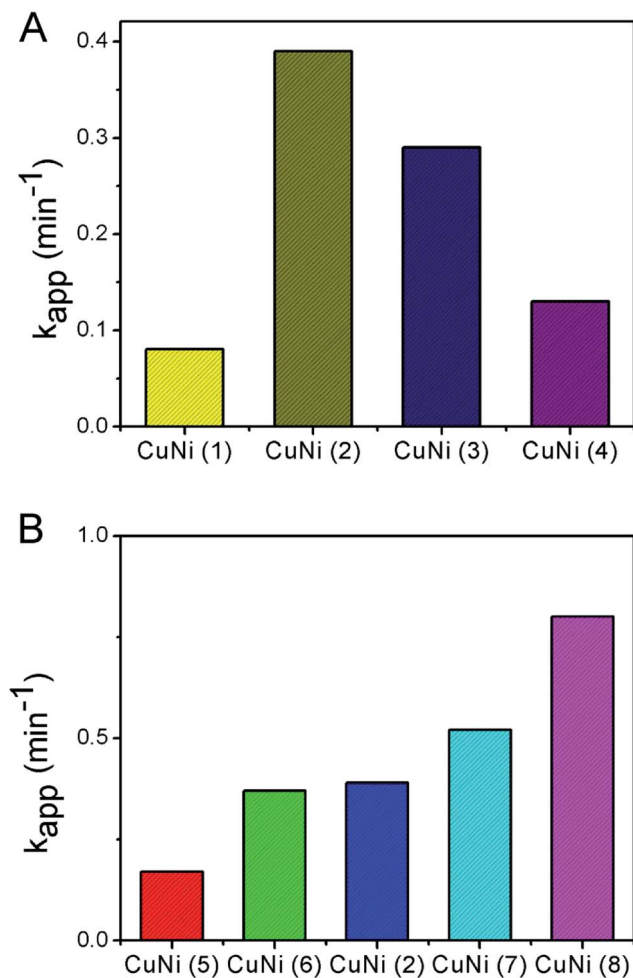 A
0.4
0.3
0.2
0.1
0.0
k_app (min⁻¹)
CuNi (1) CuNi (2) CuNi (3) CuNi (4)
B
1.0
0.5
0.0
k_app (min⁻¹)
CuNi (5) CuNi (6) CuNi (2) CuNi (7) CuNi (8)